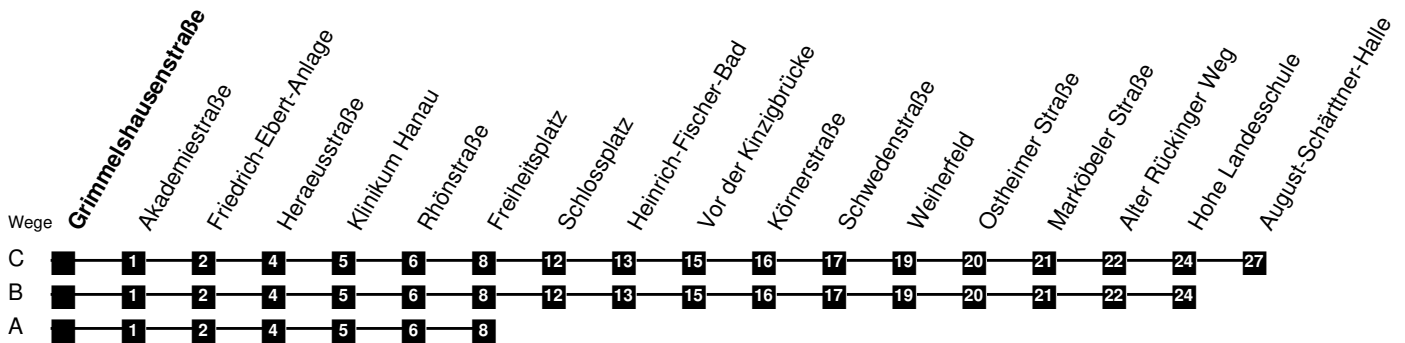 Grimmelshausenstraße
Akademiestraße
Friedrich-Ebert-Anlage
Heraeusstraße
Klinikum Hanau
Rhönstraße
Freiheitsplatz
Schlossplatz
Heinrich-Fischer-Bad
Vor der Kinzigbrücke
Körnerstraße
Schwedenstraße
Weiherfeld
Ostheimer Straße
Marköbeler Straße
Alter Rückinger Weg
Hohe Landesschule
August-Schärttner-Halle
Wege
C 1 2 4 5 6 8 12 13 15 16 17 19 20 21 22 24 27
B 1 2 4 5 6 8 12 13 15 16 17 19 20 21 22 24
A 1 2 4 5 6 8